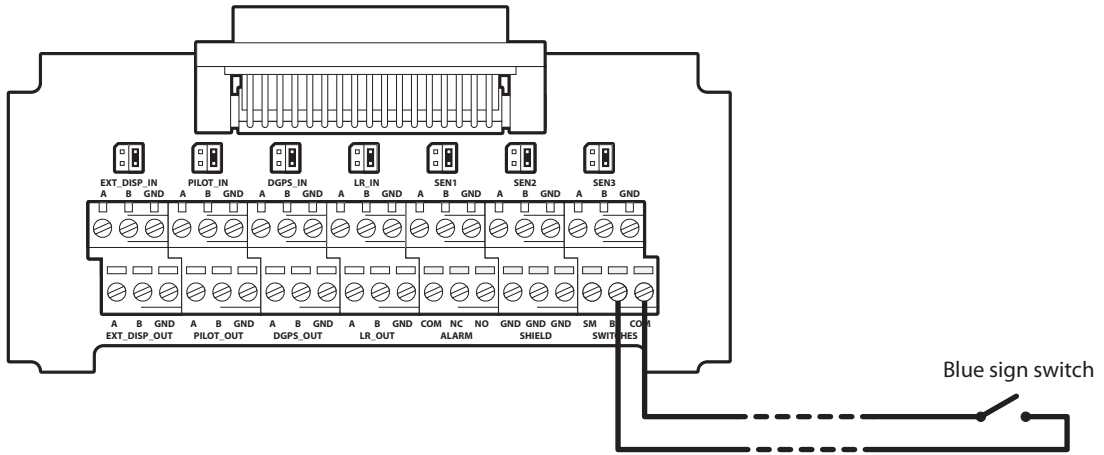 EXT_DISP_IN PILOT_IN DGPS_IN LR_IN SEN1 SEN2 SEN3
A B GND A B GND A B GND A B GND A B GND A B GND A B GND
A B GND A B GND A B GND A B GND COM NC NO GND GND GND SM COM
EXT_DISP_OUT PILOT_OUT DGPS_OUT LR_OUT ALARM SHIELD SWITCHES
Blue sign switch